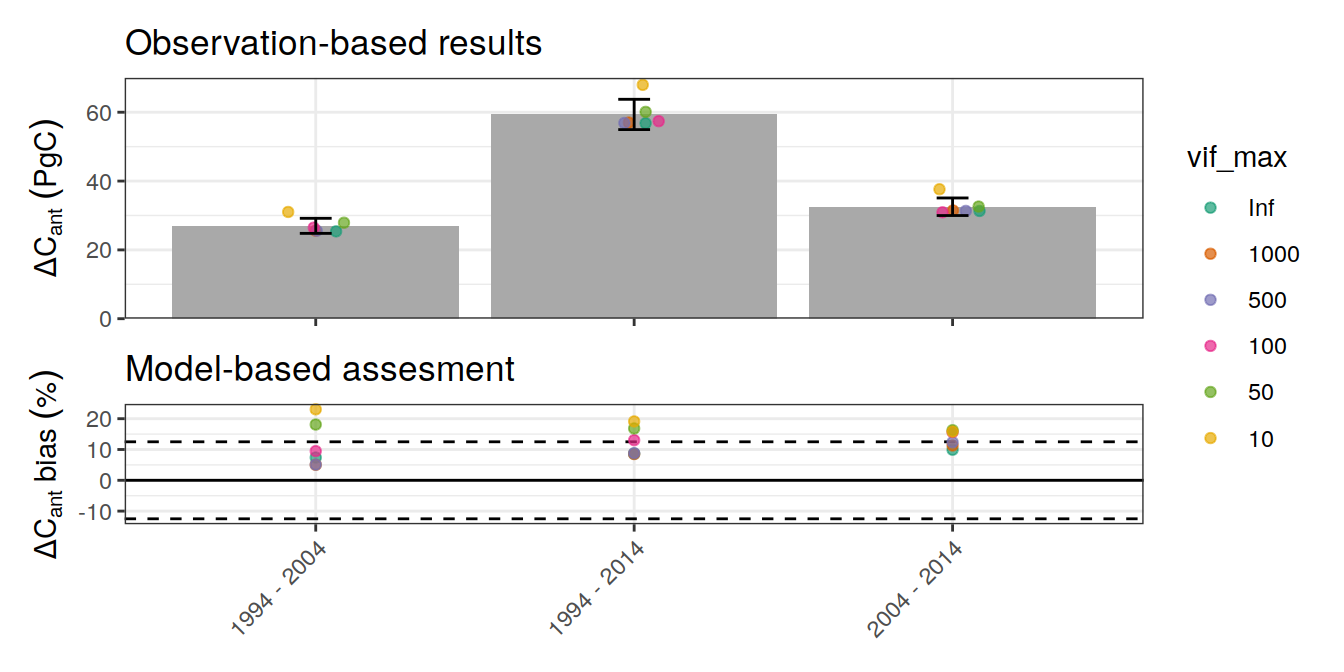 Observation-based results
ΔCant (PgC)
60
40
20
0
Model-based assesment
ΔCant bias (%)
20
10
0
-10
1994 - 2004
1994 - 2014
2004 - 2014
vif_max
Inf
1000
500
100
50
10